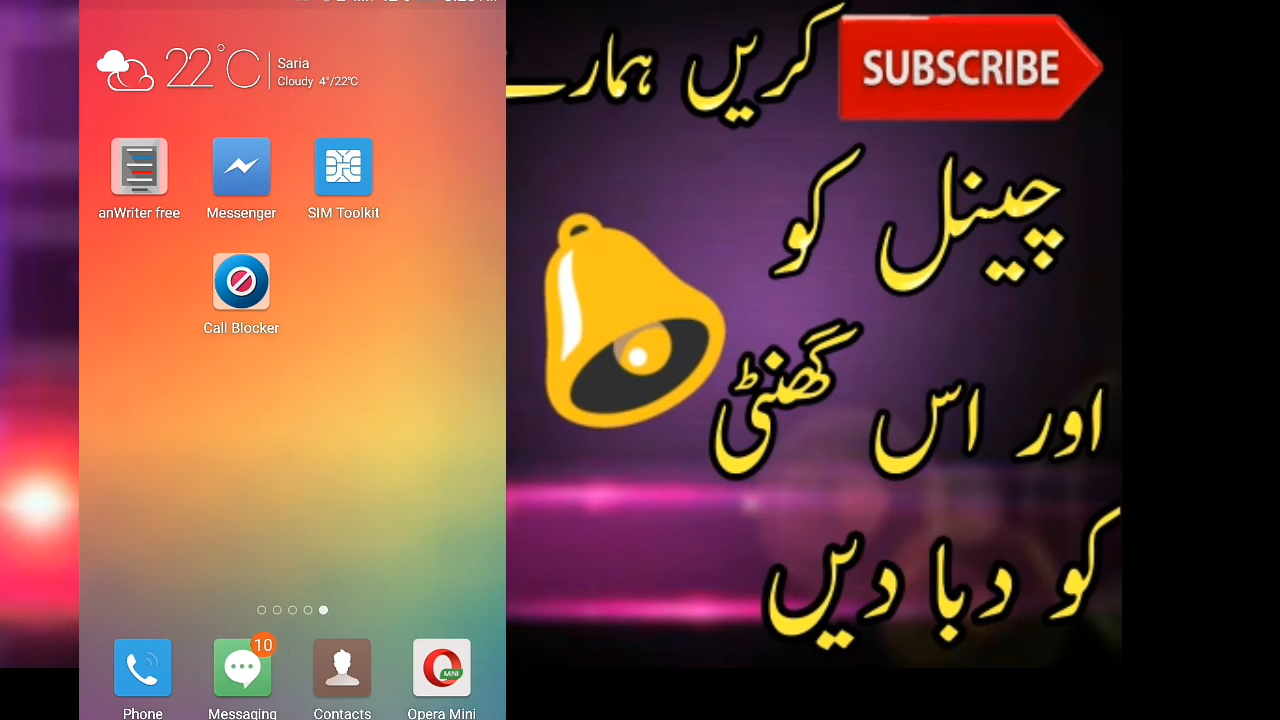 22°C
Saria
Cloudy 4°/22°C
anWriter free
Messenger
SIM Toolkit
Call Blocker
10
Phone
Messaging
Contacts
MINI
Opera Mini
SUBSCRIBE کریں ہمارے
چینل کو
اور اس گھنٹی
کو دبا دیں